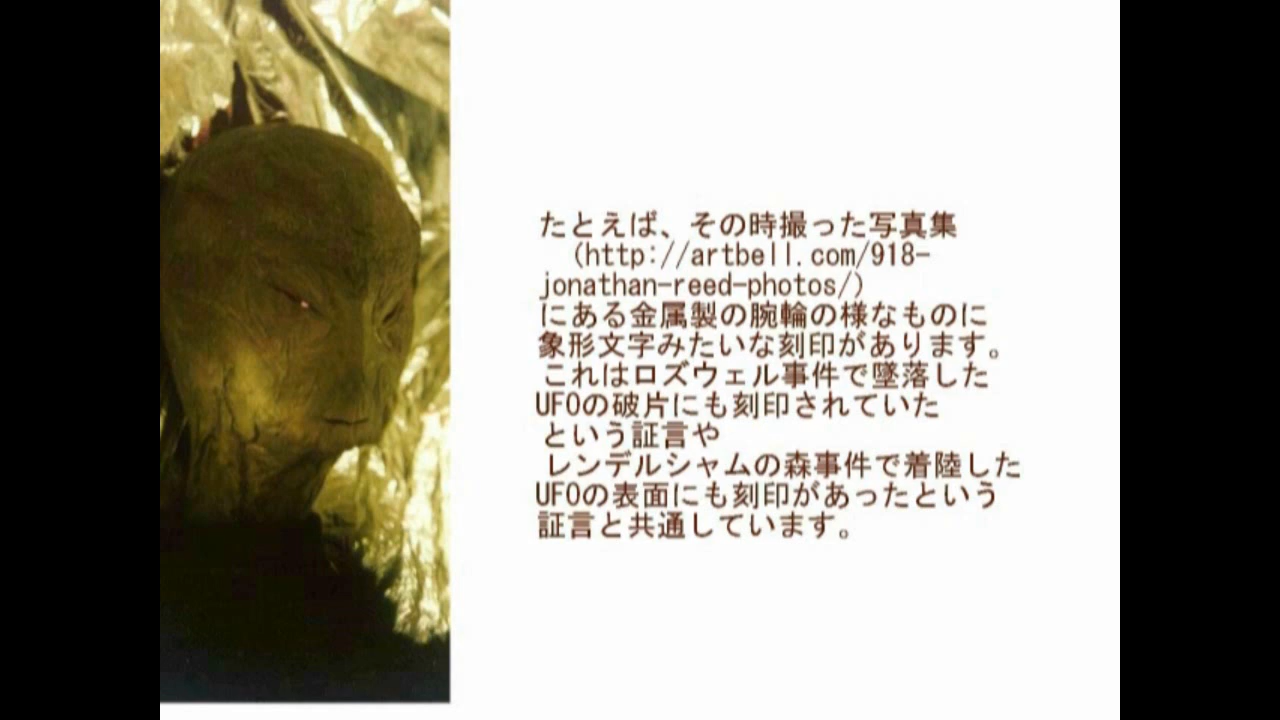 たとえば、その時撮った写真集
(http://artbell.com/918-
jonathan-reed-photos/)
にある金属製の腕輪の様なものに
象形文字みたいな刻印があります。
これはロズウェル事件で墜落した
UFOの破片にも刻印されていた
という証言や
レンデルシャムの森事件で着陸した
UFOの表面にも刻印があったという
証言と共通しています。